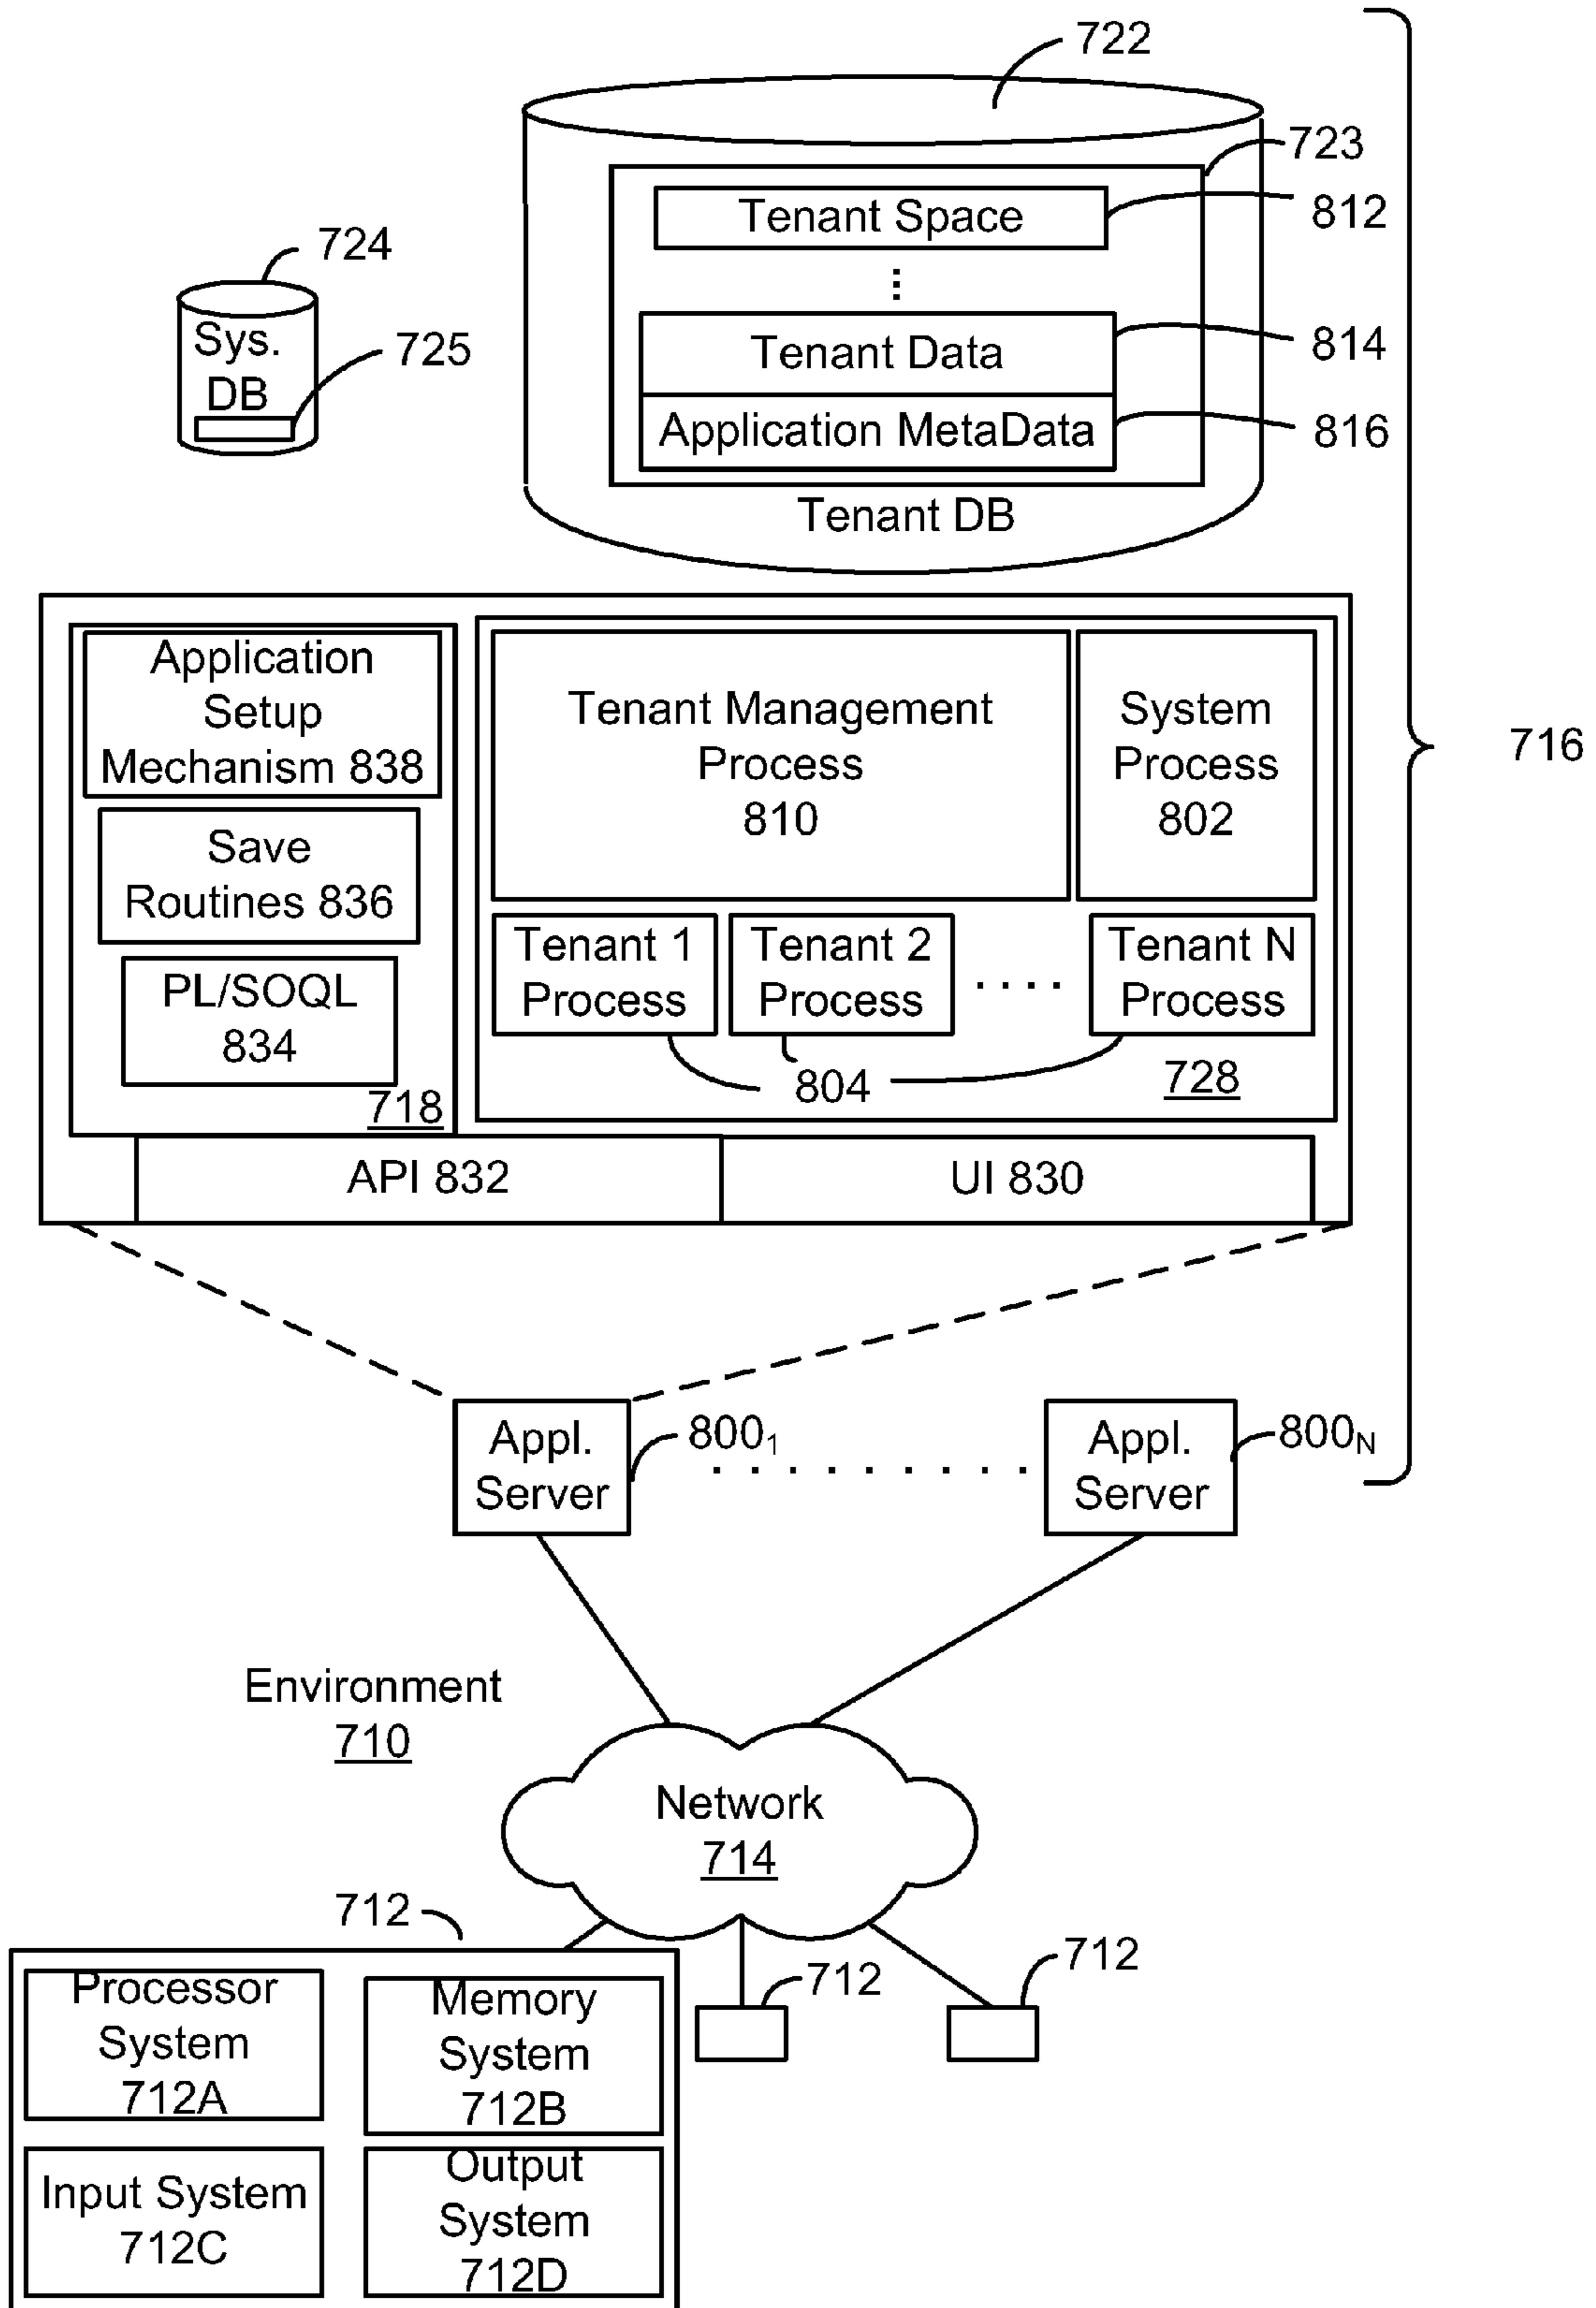 722
723
Tenant Space
812
724
Sys.
DB
725
Tenant Data
814
Application MetaData
816
Tenant DB
Application
Setup
Mechanism 838
Tenant Management
Process
810
System
Process
802
716
Save
Routines 836
Tenant 1
Process
Tenant 2
Process
. . . .
Tenant N
Process
PL/SOQL
834
804
728
718
API 832
UI 830
Appl.
Server
800₁
. . . . . . . . .
Appl.
Server
800N
Environment
710
Network
714
712
712
712
Processor
System
712A
Memory
System
712B
Input System
712C
Output
System
712D